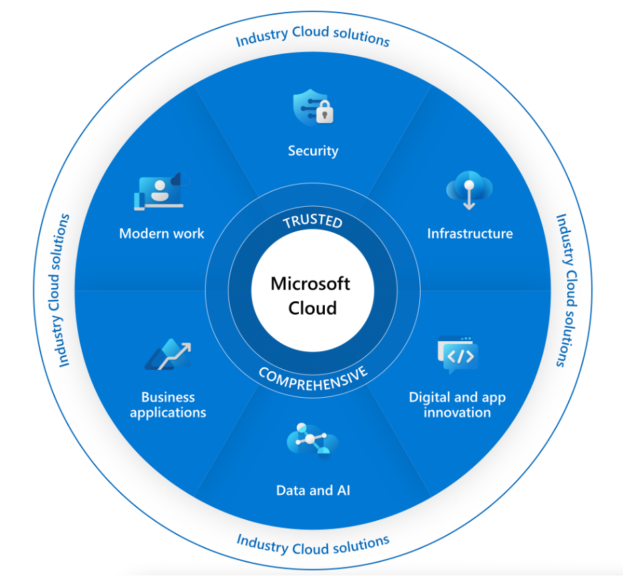 Industry Cloud solutions
Security
Modern work
Infrastructure
TRUSTED
Industry Cloud solutions
Microsoft
Cloud
Industry Cloud solutions
COMPREHENSIVE
Business
applications
Digital and app
innovation
Data and AI
Industry Cloud solutions